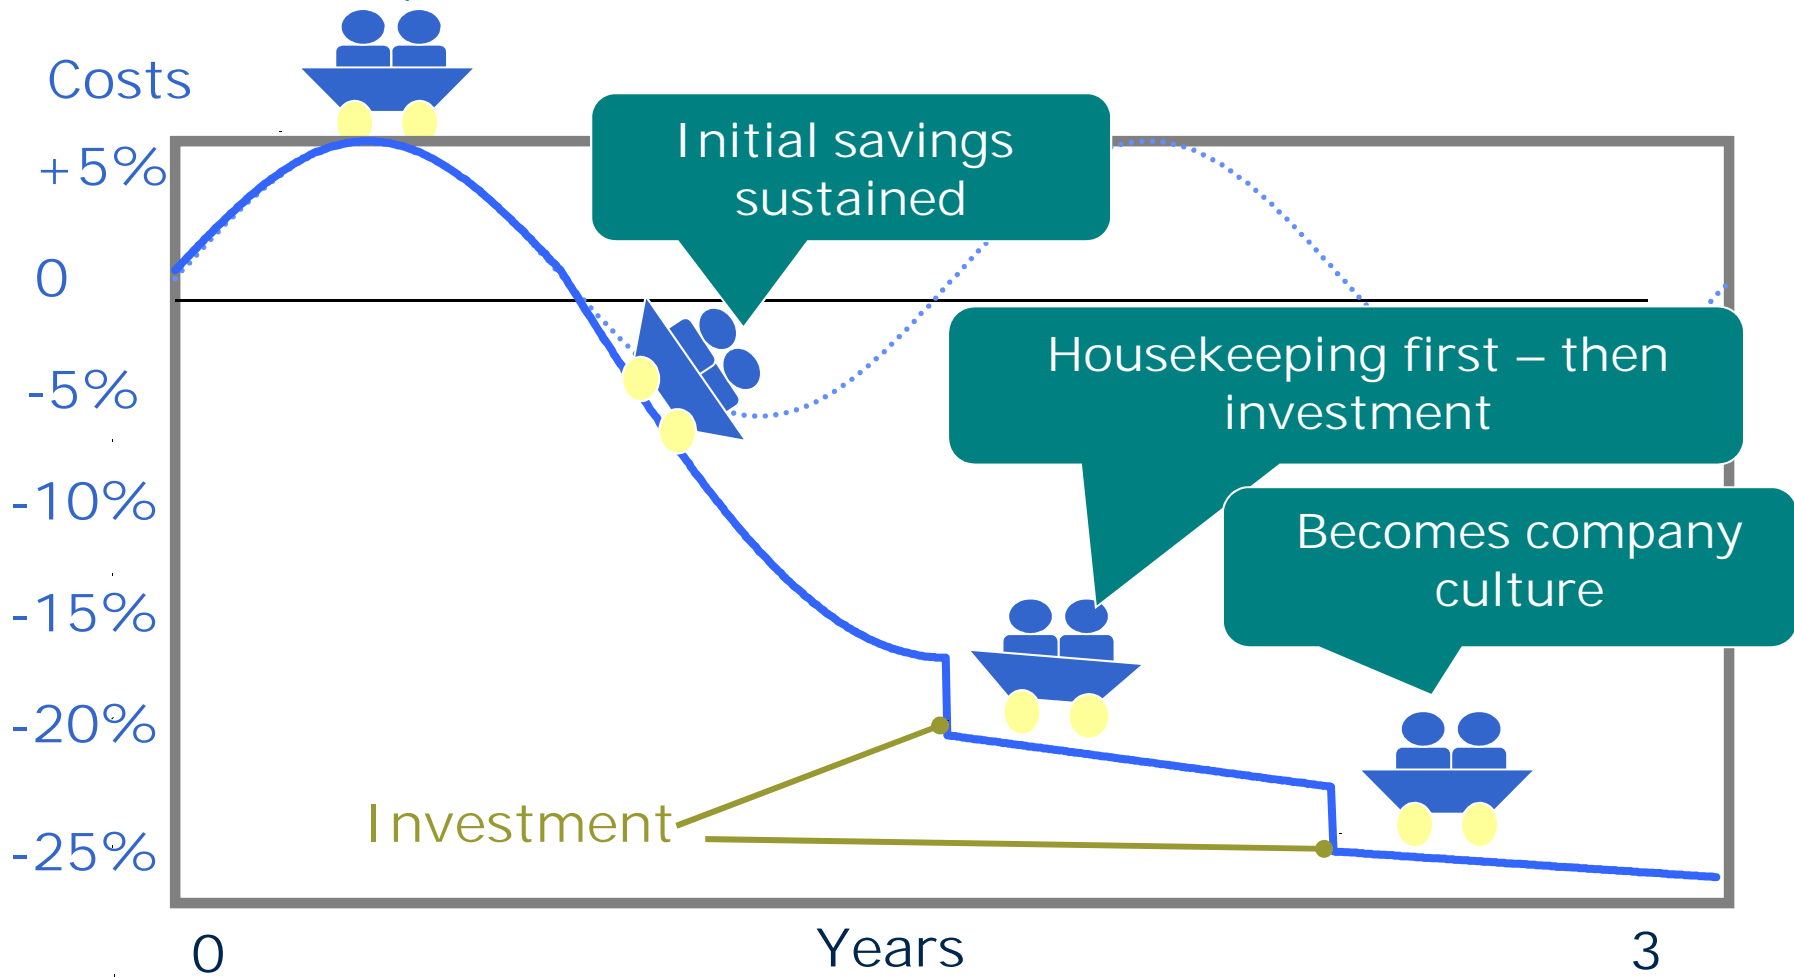 Costs
+5%
0
-5%
-10%
-15%
-20%
-25%
Initial savings
sustained
Housekeeping first – then
investment
Becomes company
culture
Investment
0
Years
3